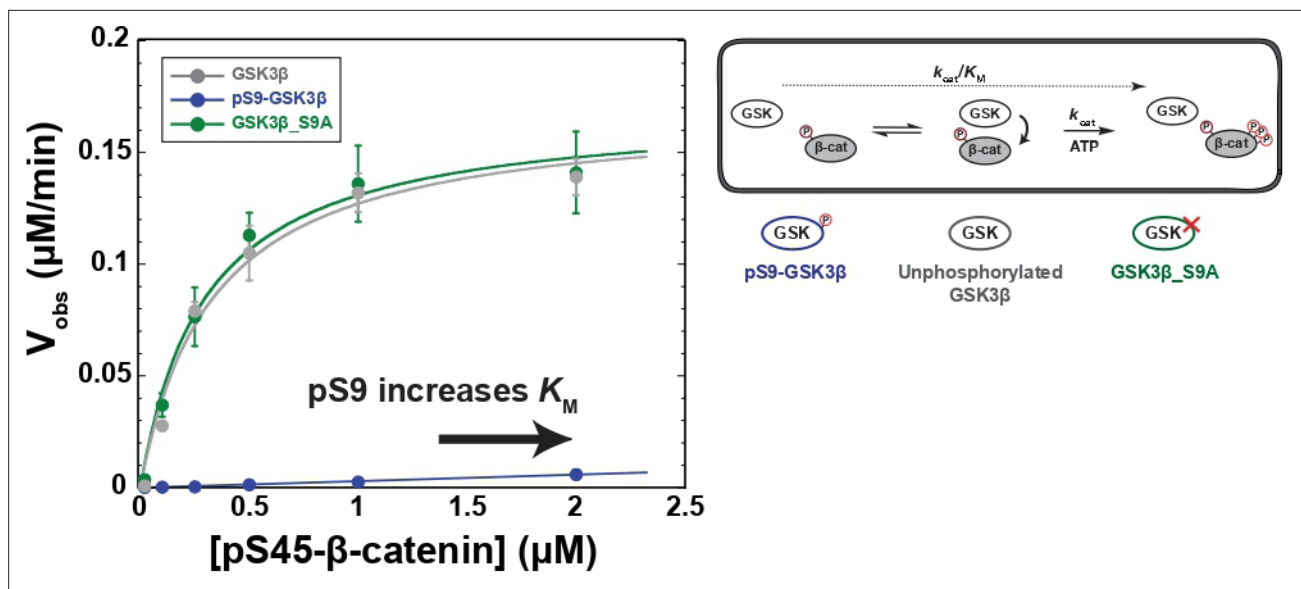 0.2
0.15
0.1
0.05
0
V_obs (µM/min)
GSK3β
pS9-GSK3β
GSK3β_S9A
pS9 increases K_M
0
0.5
1
1.5
2
2.5
[pS45-β-catenin] (µM)
k_cat/K_M
GSK
P
β-cat
GSK
P
β-cat
k_cat
ATP
GSK
P
β-cat
P
P
P
GSK
P
pS9-GSK3β
GSK
Unphosphorylated
GSK3β
GSK
GSK3β_S9A